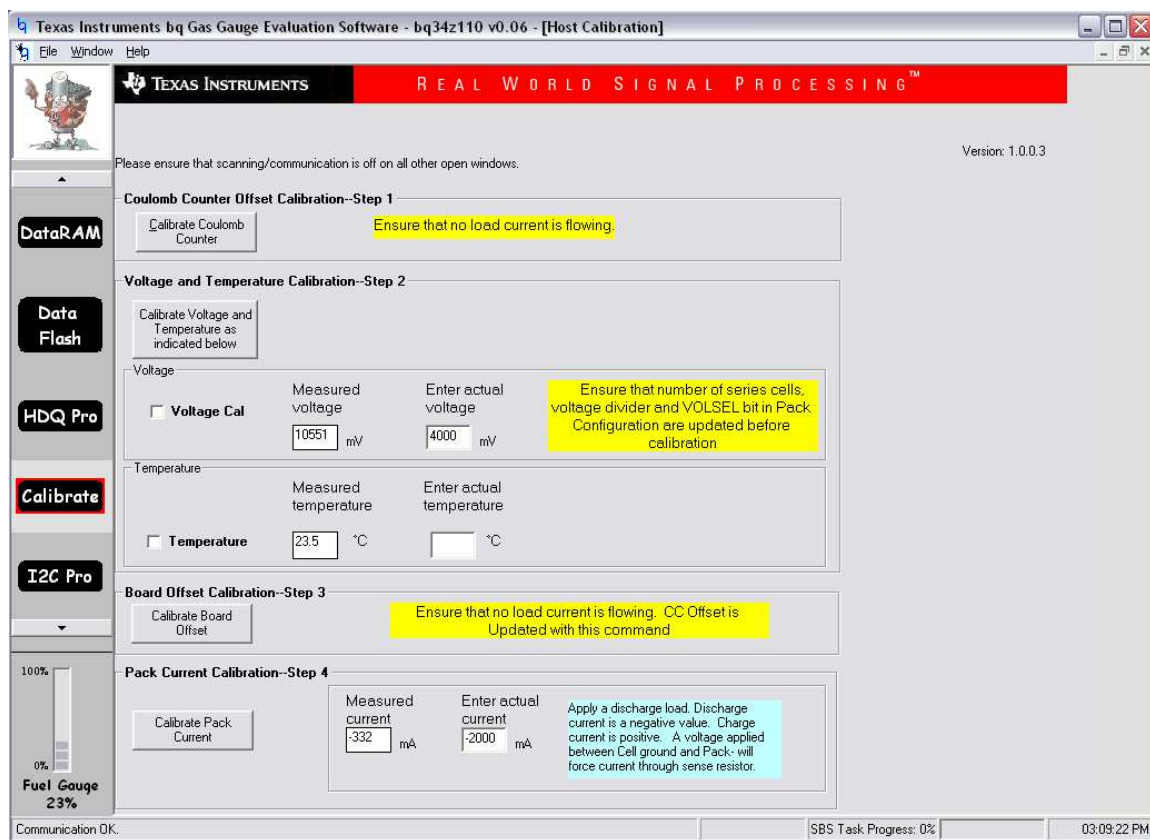 Texas Instruments bq Gas Gauge Evaluation Software - bq34z110 v0.06 - [Host Calibration]
File Window Help
TEXAS INSTRUMENTS
REAL WORLD SIGNAL PROCESSING™
Version: 1.0.0.3
Please ensure that scanning/communication is off on all other open windows.
DataRAM
Data
Flash
HDQ Pro
Calibrate
I2C Pro
100%
0%
Fuel Gauge
23%
Coulomb Counter Offset Calibration--Step 1
Calibrate Coulomb
Counter
Ensure that no load current is flowing.
Voltage and Temperature Calibration--Step 2
Calibrate Voltage and
Temperature as
indicated below
Voltage
Voltage Cal
Measured
voltage
10551 mV
Enter actual
voltage
4000 mV
Ensure that number of series cells,
voltage divider and VOLSEL bit in Pack
Configuration are updated before
calibration
Temperature
Temperature
Measured
temperature
23.5 °C
Enter actual
temperature
°C
Board Offset Calibration--Step 3
Calibrate Board
Offset
Ensure that no load current is flowing. CC Offset is
Updated with this command
Pack Current Calibration--Step 4
Calibrate Pack
Current
Measured
current
-332 mA
Enter actual
current
-2000 mA
Apply a discharge load. Discharge
current is a negative value. Charge
current is positive. A voltage applied
between Cell ground and Pack- will
force current through sense resistor.
Communication OK.
SBS Task Progress: 0%
03:09:22 PM